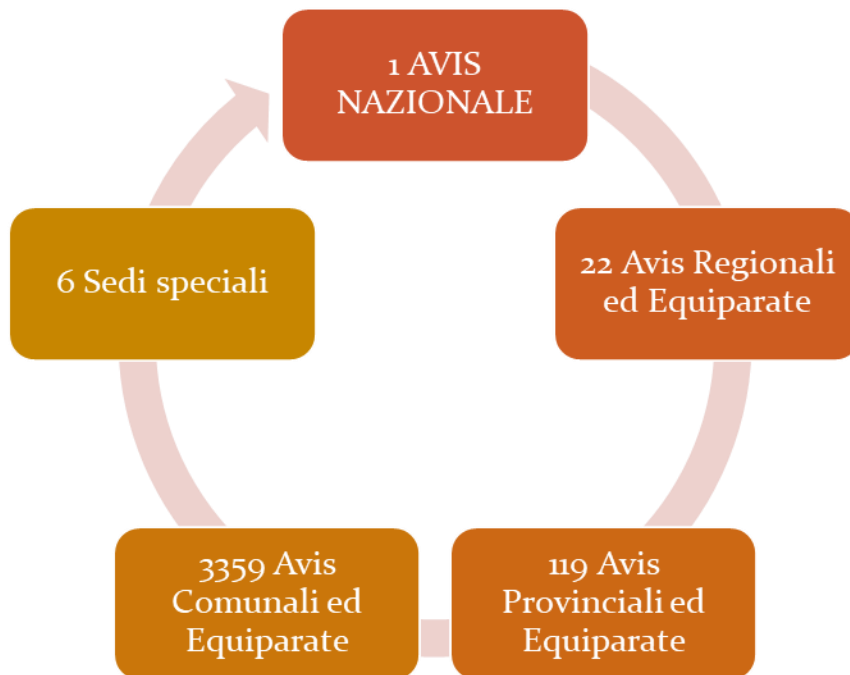 1 AVIS
NAZIONALE
22 Avis Regionali
ed Equiparate
119 Avis
Provinciali ed
Equiparate
3359 Avis
Comunali ed
Equiparate
6 Sedi speciali